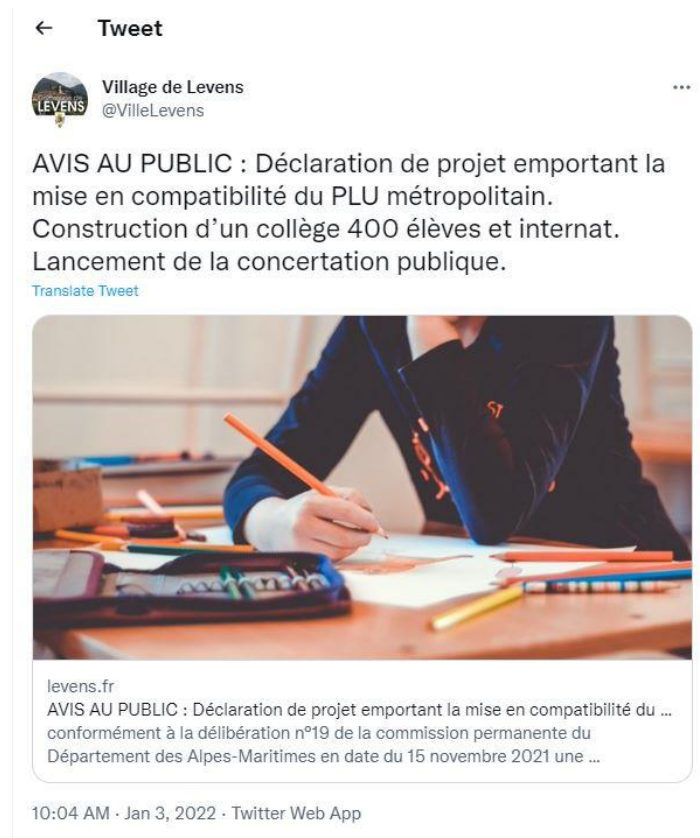 ← Tweet
LEVENS
Village de Levens
@VilleLevens
AVIS AU PUBLIC : Déclaration de projet emportant la
mise en compatibilité du PLU métropolitain.
Construction d’un collège 400 élèves et internat.
Lancement de la concertation publique.
Translate Tweet
levens.fr
AVIS AU PUBLIC : Déclaration de projet emportant la mise en compatibilité du ...
conformément à la délibération n°19 de la commission permanente du
Département des Alpes-Maritimes en date du 15 novembre 2021 une ...
10:04 AM · Jan 3, 2022 · Twitter Web App